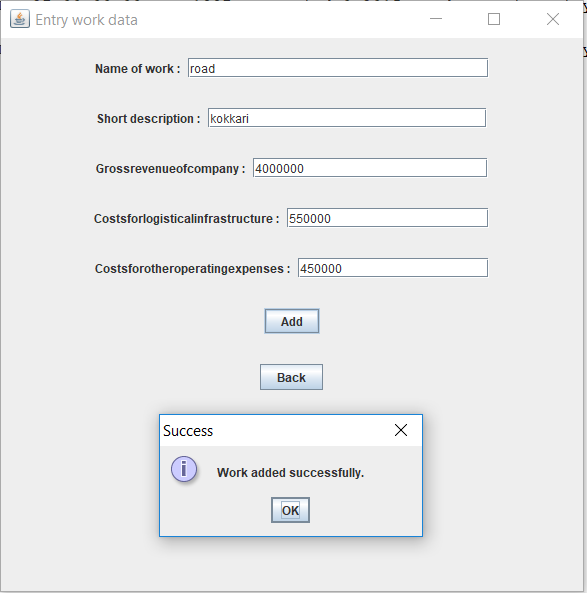 Entry work data
Name of work : road
Short description : kokkari
Grossrevenueofcompany : 4000000
Costsforlogisticalinfrastructure : 550000
Costsforotheroperatingexpenses : 450000
Add
Back
Success
Work added successfully.
OK